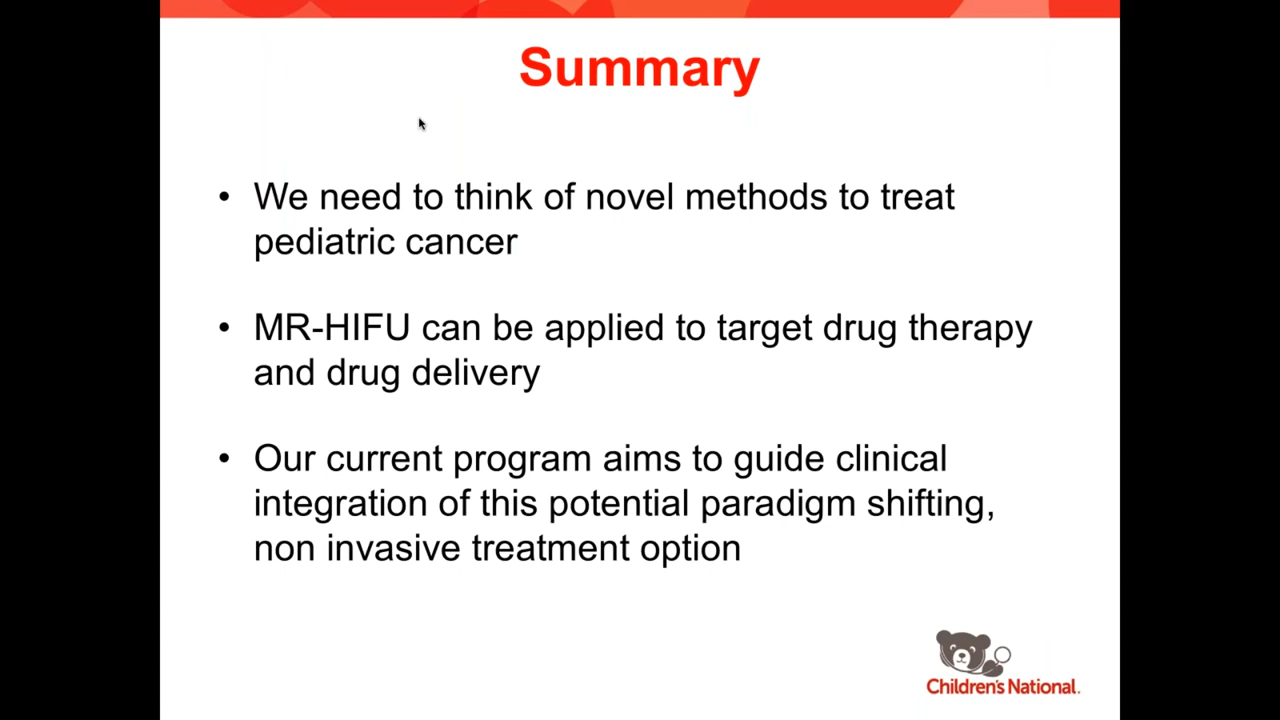 Summary
• We need to think of novel methods to treat
pediatric cancer
• MR-HIFU can be applied to target drug therapy
and drug delivery
• Our current program aims to guide clinical
integration of this potential paradigm shifting,
non invasive treatment option
Children's National.